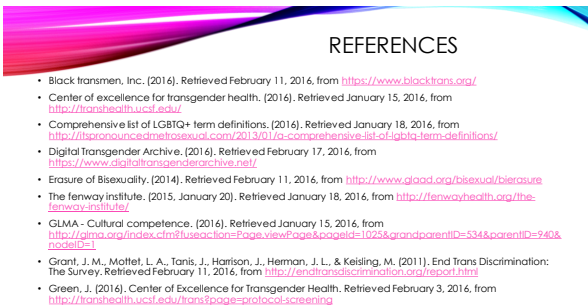 REFERENCES
• Black transmen, Inc. (2016). Retrieved February 11, 2016, from https://www.blacktrans.org/
• Center of excellence for transgender health. (2016). Retrieved January 15, 2016, from
http://transhealth.ucsf.edu/
• Comprehensive list of LGBTQ+ term definitions. (2016). Retrieved January 18, 2016, from
http://itspronouncedmetrosexual.com/2013/01/a-comprehensive-list-of-lgbtq-term-definitions/
• Digital Transgender Archive. (2016). Retrieved February 17, 2016, from
https://www.digitaltransgenderarchive.net/
• Erasure of Bisexuality. (2014). Retrieved February 11, 2016, from http://www.glaad.org/bisexual/bierasure
• The fenway institute. (2015, January 20). Retrieved January 18, 2016, from http://fenwayhealth.org/the-
fenway-institute/
• GLMA - Cultural competence. (2016). Retrieved January 15, 2016, from
http://glma.org/index.cfm?fuseaction=Page.viewPage&pageId=1025&grandparentID=534&parentID=940&
nodeID=1
• Grant, J. M., Mottet, L. A., Tanis, J., Harrison, J., Herman, J. L., & Keisling, M. (2011). End Trans Discrimination:
The Survey. Retrieved February 11, 2016, from http://endtransdiscrimination.org/report.html
• Green, J. (2016). Center of Excellence for Transgender Health. Retrieved February 3, 2016, from
http://transhealth.ucsf.edu/trans?page=protocol-screening